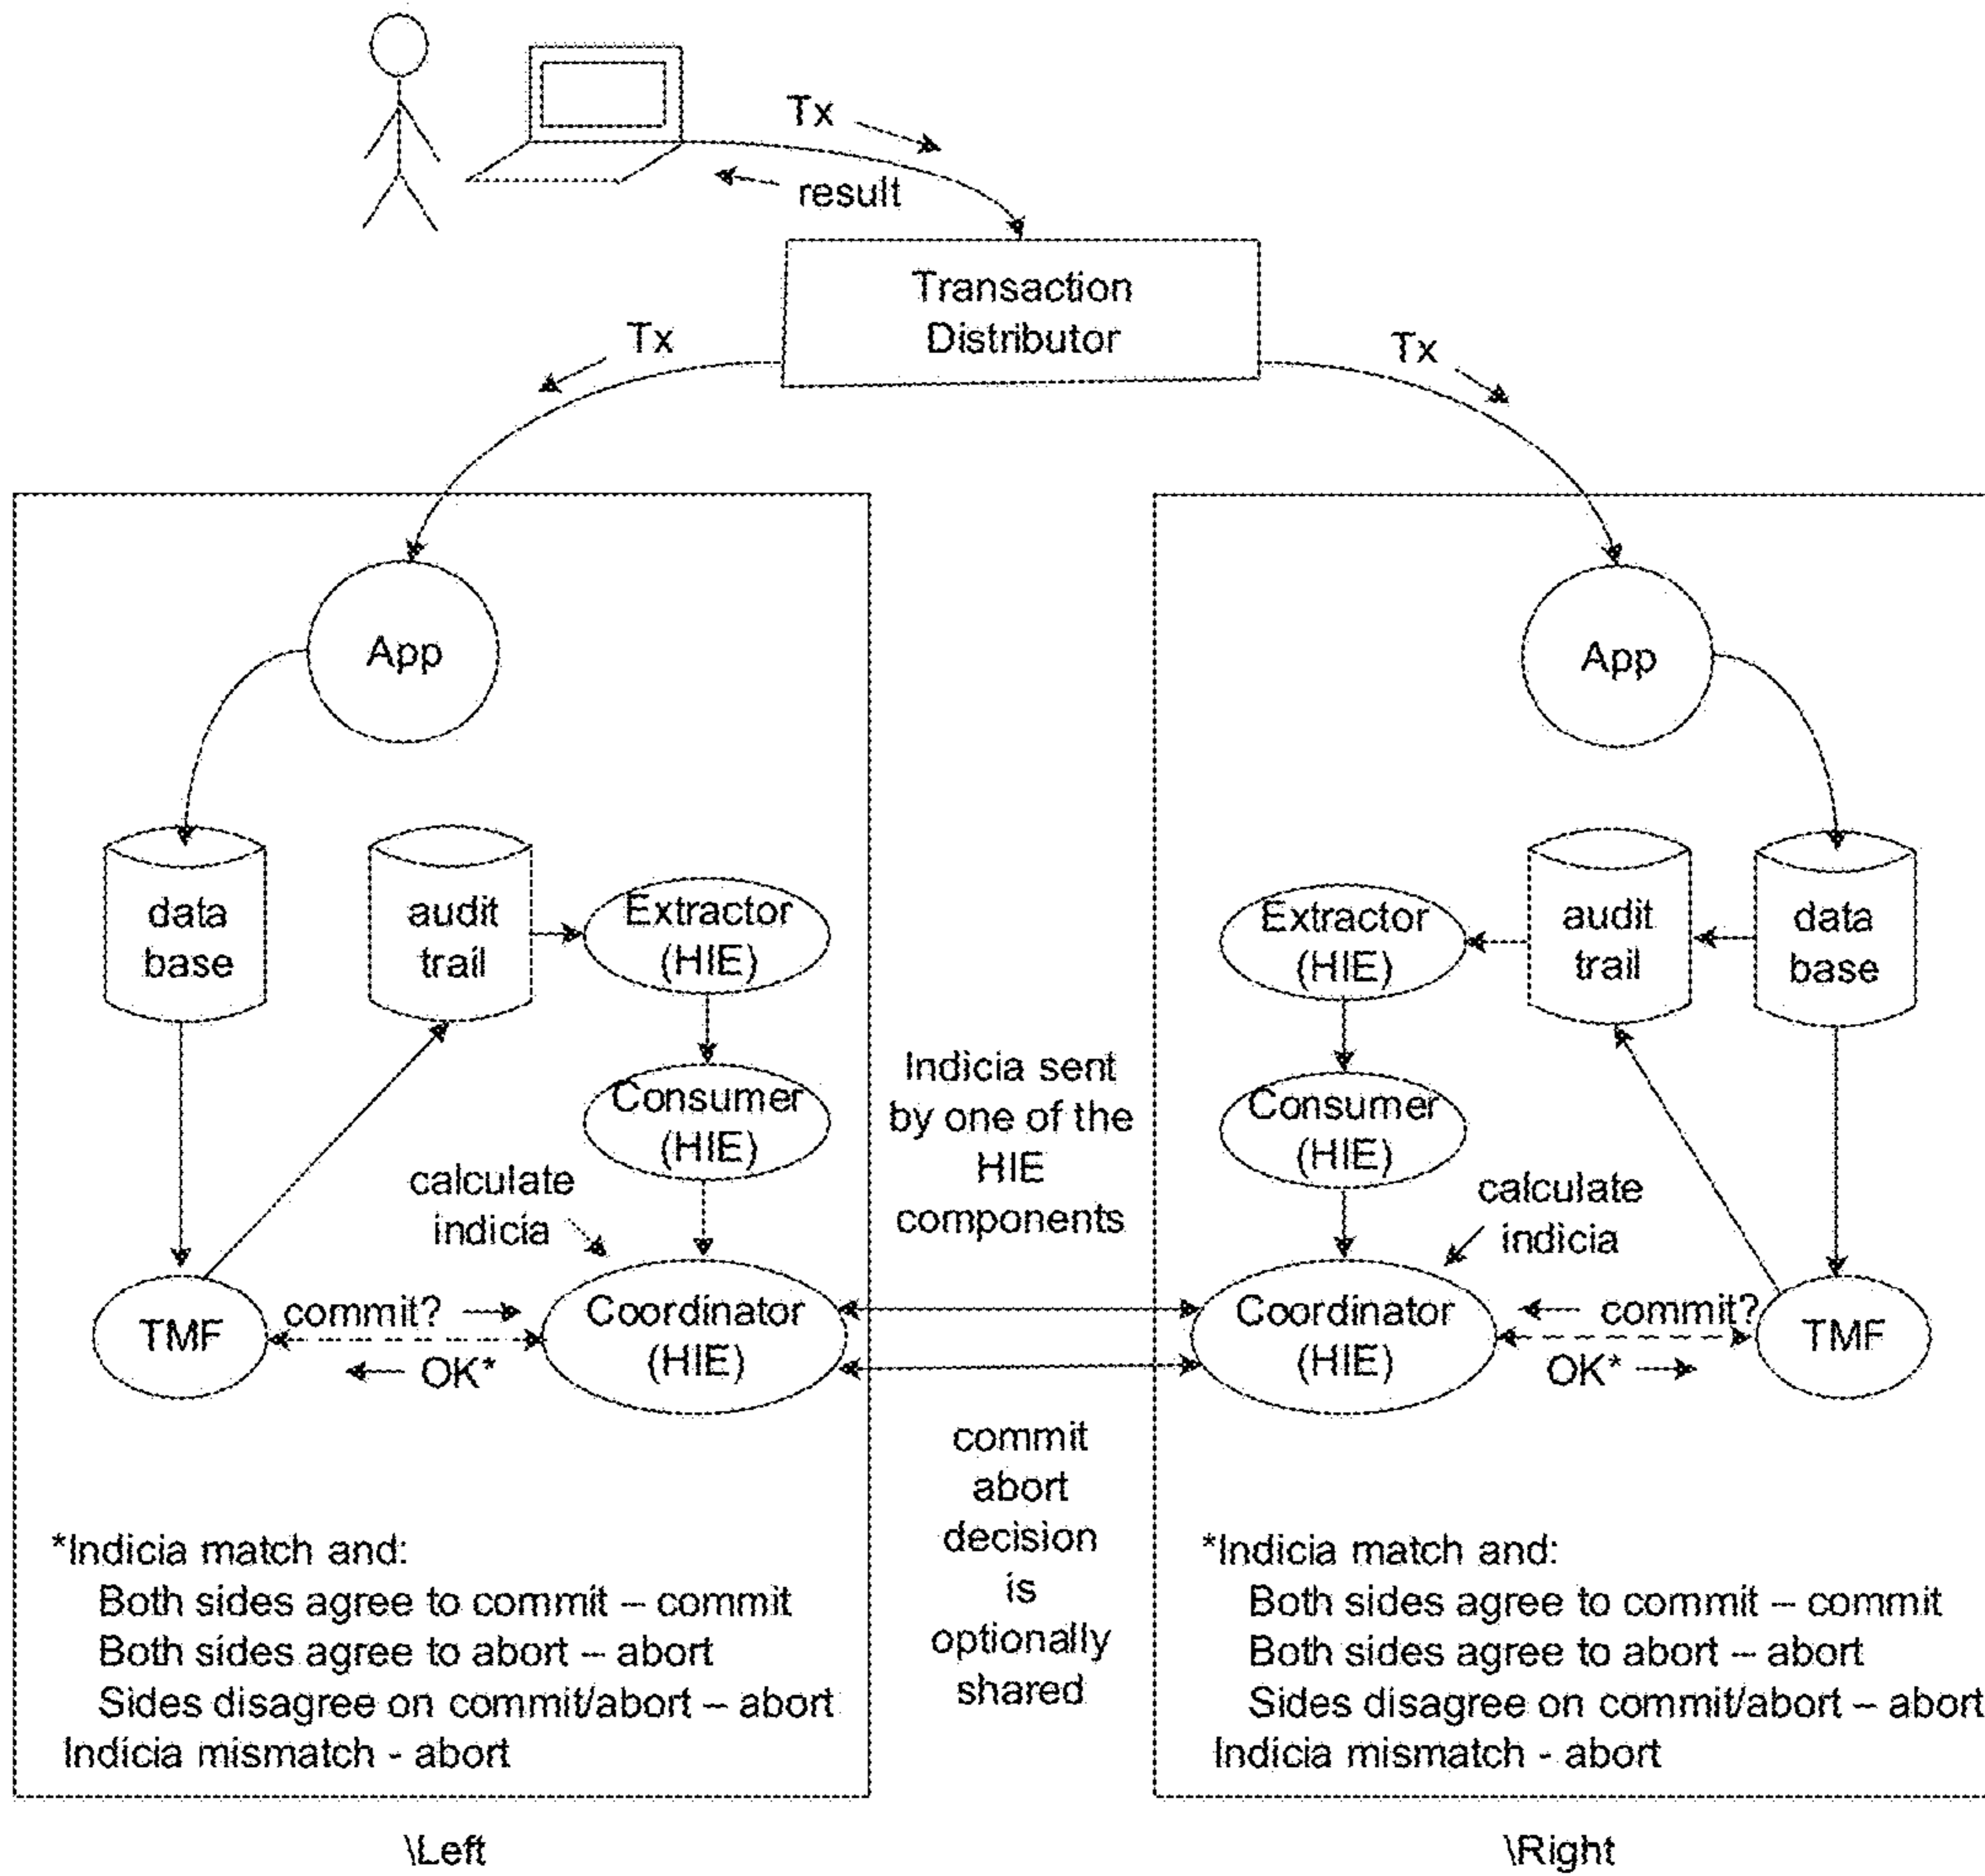 Tx
result
Transaction
Distributor
Tx
Tx
App
App
data
base
audit
trail
Extractor
(HIE)
Consumer
(HIE)
calculate
indicia
TMF
commit?
OK*
Coordinator
(HIE)
Indicia sent
by one of the
HIE
components
commit
abort
decision
is
optionally
shared
Extractor
(HIE)
audit
trail
data
base
Consumer
(HIE)
calculate
indicia
Coordinator
(HIE)
commit?
OK*
TMF
*Indicia match and:
Both sides agree to commit – commit
Both sides agree to abort – abort
Sides disagree on commit/abort – abort
Indicia mismatch - abort
*Indicia match and:
Both sides agree to commit – commit
Both sides agree to abort – abort
Sides disagree on commit/abort – abort
Indicia mismatch - abort
\Left
\Right